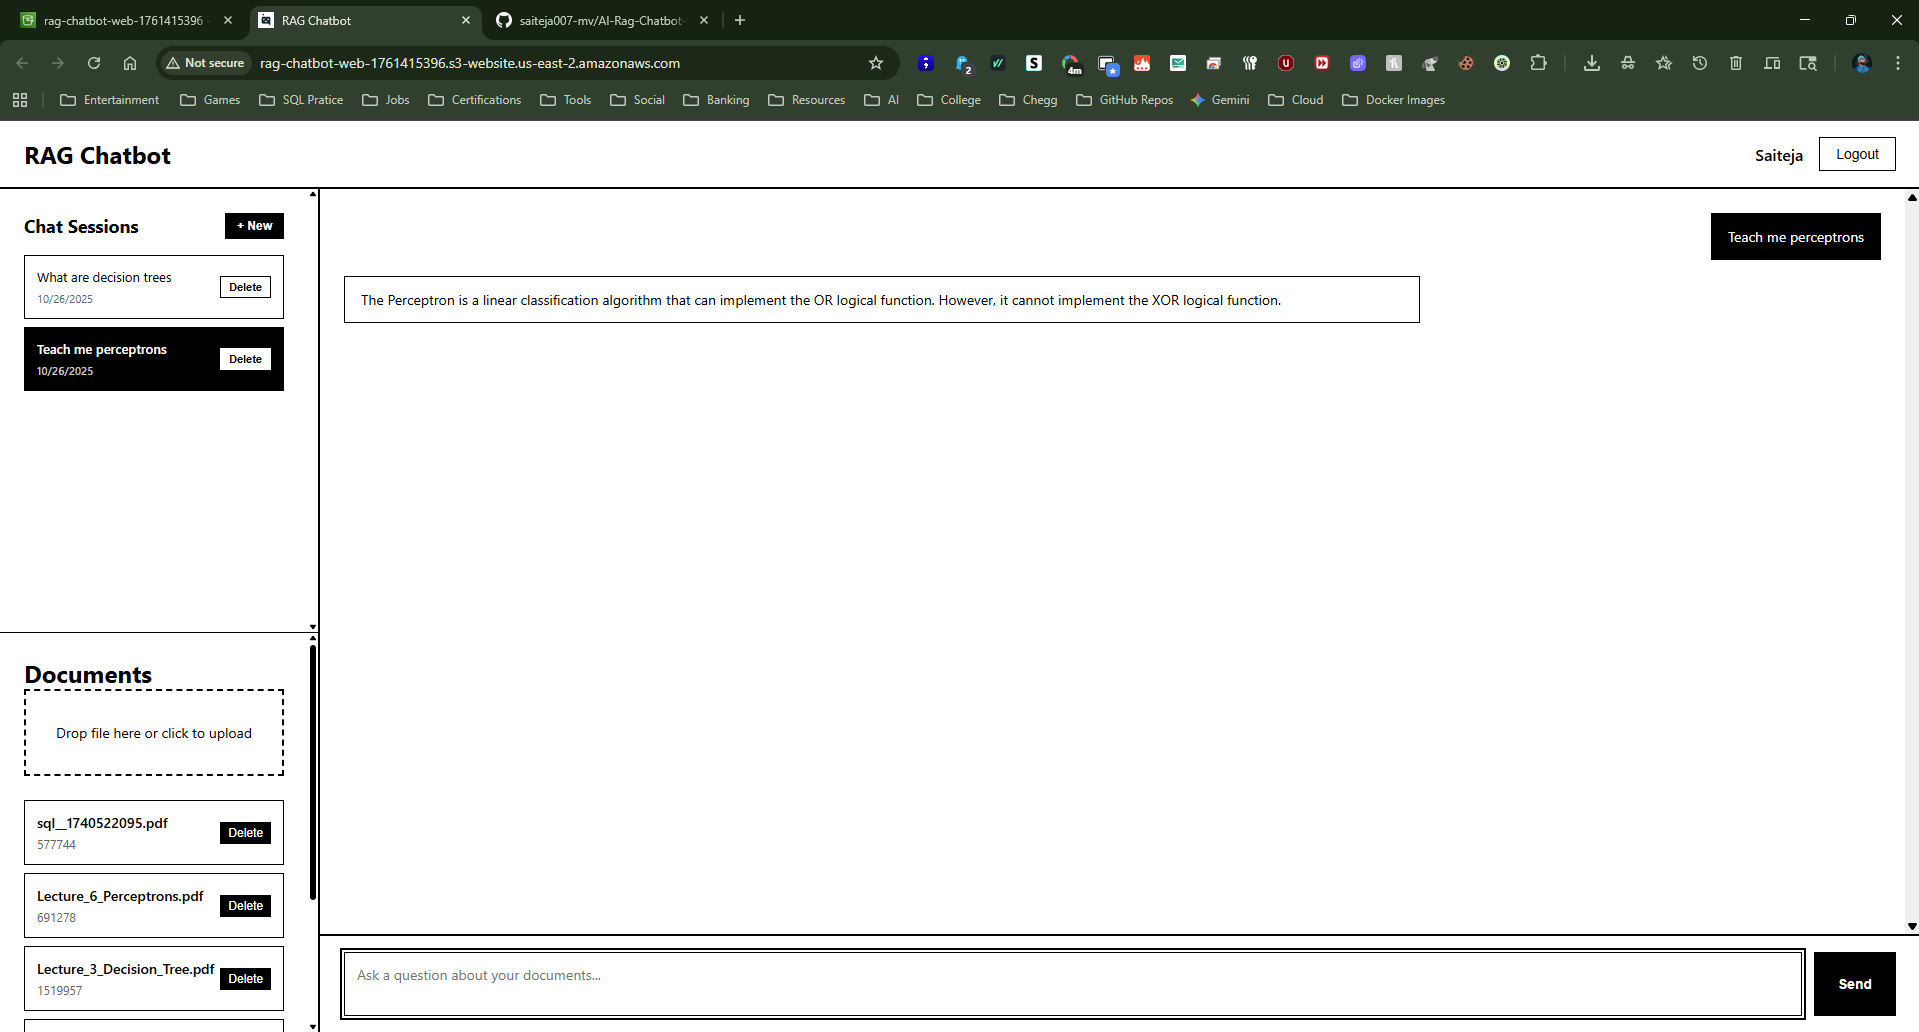 rag-chatbot-web-1761415396
RAG Chatbot
saiteja007-mv/AI-Rag-Chatbot-
Not secure
rag-chatbot-web-1761415396.s3-website.us-east-2.amazonaws.com
2
S
4m
Entertainment
Games
SQL Pratice
Jobs
Certifications
Tools
Social
Banking
Resources
AI
College
Chegg
GitHub Repos
Gemini
Cloud
Docker Images
RAG Chatbot
Saiteja
Logout
Chat Sessions
+ New
What are decision trees
10/26/2025
Delete
Teach me perceptrons
10/26/2025
Delete
Teach me perceptrons
The Perceptron is a linear classification algorithm that can implement the OR logical function. However, it cannot implement the XOR logical function.
Documents
Drop file here or click to upload
sql__1740522095.pdf
577744
Delete
Lecture_6_Perceptrons.pdf
691278
Delete
Lecture_3_Decision_Tree.pdf
1519957
Delete
Ask a question about your documents...
Send